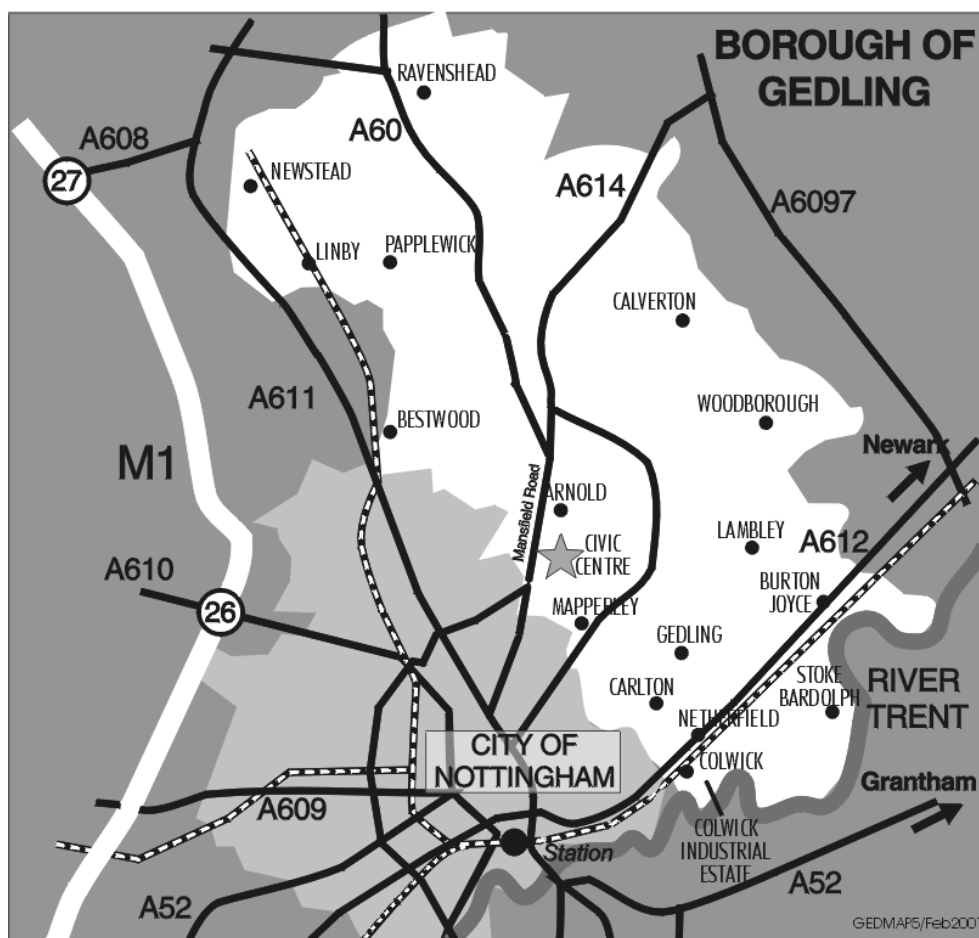 BOROUGH OF
GEDLING
RAVENSHEAD
A60
A608
27
NEWSTEAD
A614
A6097
LINBY
PAPPLEWICK
CALVERTON
A611
BESTWOOD
WOODBOROUGH
M1
Newark
Mansfield Road
ARNOLD
LAMBLEY
A612
CIVIC
CENTRE
A610
26
BURTON
JOYCE
MAPPERLEY
GEDLING
STOKE
BARDOLPH
RIVER
TRENT
CARLTON
NETHERFIELD
CITY OF
NOTTINGHAM
COLWICK
Grantham
A609
COLWICK
INDUSTRIAL
ESTATE
Station
A52
A52